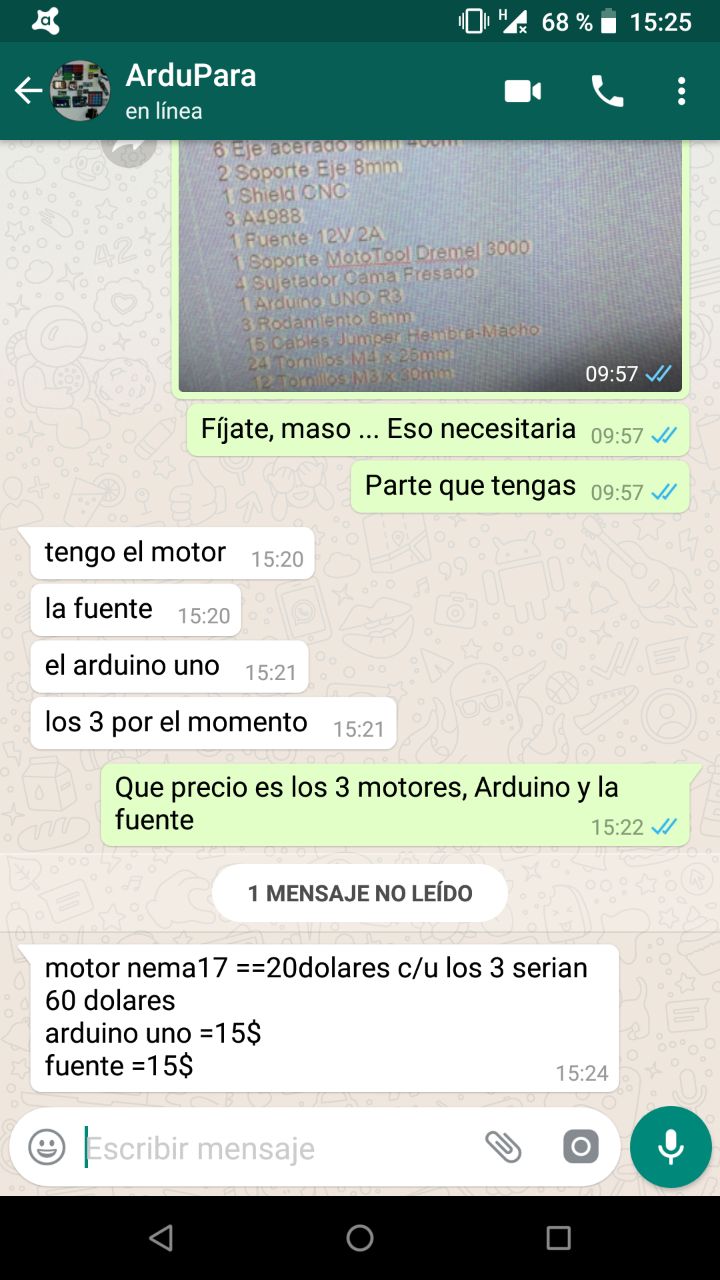 68 % 15:25
ArduPara
en línea
6 Eje acerado 8mm 40cm
2 Soporte Eje 8mm
1 Shield CNC
3 A4988
1 Fuente 12V 2A
1 Soporte MotoTool Dremel 3000
4 Sujetador Cama Fresado
1 Arduino UNO R3
3 Rodamiento 8mm
15 Cables Jumper Hembra-Macho
24 Tornillos M4 x 25mm
12 Tornillos M3 x 30mm
09:57
Fíjate, maso ... Eso necesitaria 09:57
Parte que tengas 09:57
tengo el motor 15:20
la fuente 15:20
el arduino uno 15:21
los 3 por el momento 15:21
Que precio es los 3 motores, Arduino y la
fuente 15:22
1 MENSAJE NO LEÍDO
motor nema17 ==20dolares c/u los 3 serian
60 dolares
arduino uno =15$
fuente =15$ 15:24
Escribir mensaje